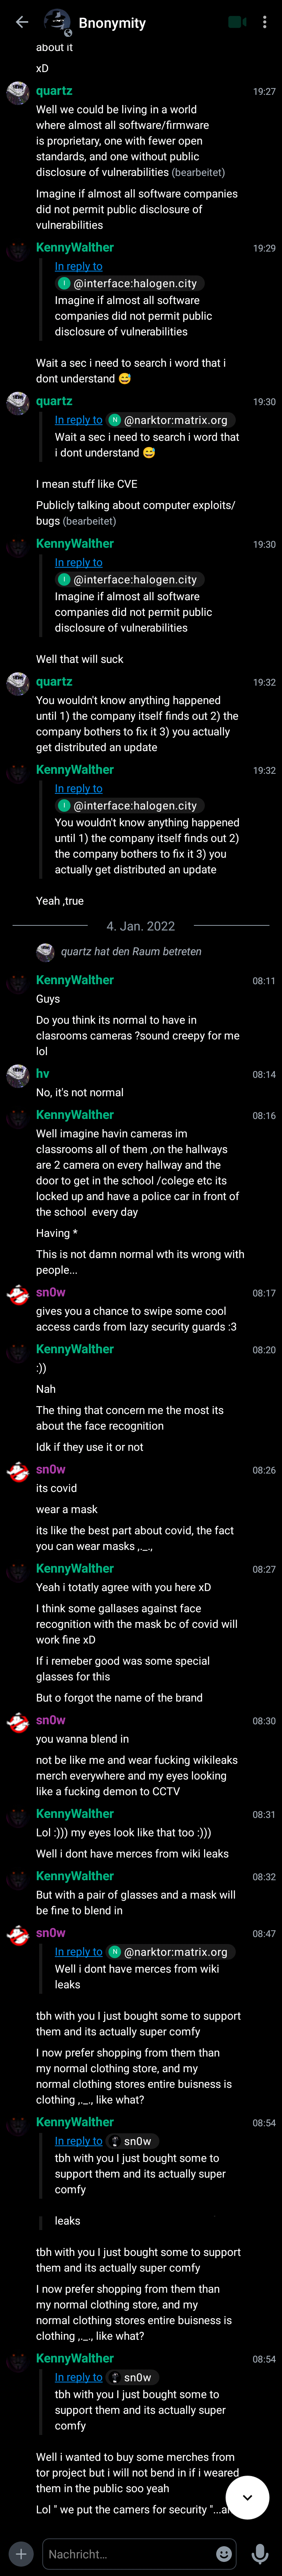 Bnonymity
about it
xD
quartz 19:27
Well we could be living in a world
where almost all software/firmware
is proprietary, one with fewer open
standards, and one without public
disclosure of vulnerabilities (bearbeitet)
Imagine if almost all software companies
did not permit public disclosure of
vulnerabilities
KennyWalther 19:29
In reply to
I @interface:halogen.city
Imagine if almost all software
companies did not permit public
disclosure of vulnerabilities
Wait a sec i need to search i word that i
dont understand 😅
quartz 19:30
In reply to N @narktor:matrix.org
Wait a sec i need to search i word that
i dont understand 😅
I mean stuff like CVE
Publicly talking about computer exploits/
bugs (bearbeitet)
KennyWalther 19:30
In reply to
I @interface:halogen.city
Imagine if almost all software
companies did not permit public
disclosure of vulnerabilities
Well that will suck
quartz 19:32
You wouldn't know anything happened
until 1) the company itself finds out 2) the
company bothers to fix it 3) you actually
get distributed an update
KennyWalther 19:32
In reply to
I @interface:halogen.city
You wouldn't know anything happened
until 1) the company itself finds out 2)
the company bothers to fix it 3) you
actually get distributed an update
Yeah ,true
4. Jan. 2022
quartz hat den Raum betreten
KennyWalther 08:11
Guys
Do you think its normal to have in
clasrooms cameras ?sound creepy for me
lol
hv 08:14
No, it's not normal
KennyWalther 08:16
Well imagine havin cameras im
classrooms all of them ,on the hallways
are 2 camera on every hallway and the
door to get in the school /colege etc its
locked up and have a police car in front of
the school every day
Having *
This is not damn normal wth its wrong with
people...
sn0w 08:17
gives you a chance to swipe some cool
access cards from lazy security guards :3
KennyWalther 08:20
:))
Nah
The thing that concern me the most its
about the face recognition
Idk if they use it or not
sn0w 08:26
its covid
wear a mask
its like the best part about covid, the fact
you can wear masks ,._.,
KennyWalther 08:27
Yeah i totatly agree with you here xD
I think some gallases against face
recognition with the mask bc of covid will
work fine xD
If i remeber good was some special
glasses for this
But o forgot the name of the brand
sn0w 08:30
you wanna blend in
not be like me and wear fucking wikileaks
merch everywhere and my eyes looking
like a fucking demon to CCTV
KennyWalther 08:31
Lol :))) my eyes look like that too :)))
Well i dont have merces from wiki leaks
KennyWalther 08:32
But with a pair of glasses and a mask will
be fine to blend in
sn0w 08:47
In reply to N @narktor:matrix.org
Well i dont have merces from wiki
leaks
tbh with you I just bought some to support
them and its actually super comfy
I now prefer shopping from them than
my normal clothing store, and my
normal clothing stores entire buisness is
clothing ,._., like what?
KennyWalther 08:54
In reply to sn0w
tbh with you I just bought some to
support them and its actually super
comfy
leaks
tbh with you I just bought some to support
them and its actually super comfy
I now prefer shopping from them than
my normal clothing store, and my
normal clothing stores entire buisness is
clothing ,._., like what?
KennyWalther 08:54
In reply to sn0w
tbh with you I just bought some to
support them and its actually super
comfy
Well i wanted to buy some merches from
tor project but i will not bend in if i weared
them in the public soo yeah
Lol " we put the camers for security "...
Nachricht...